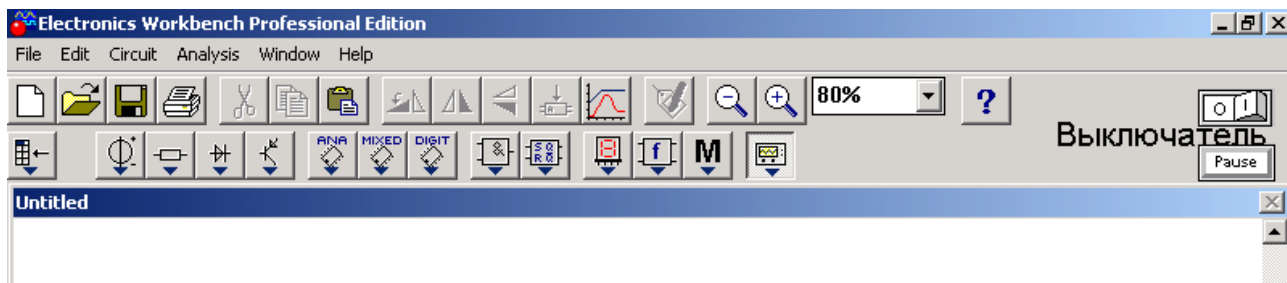 Electronics Workbench Professional Edition
File Edit Circuit Analysis Window Help
80% ?
Выключатель
O I
Pause
ANA MIXED DIGIT & f M
Untitled